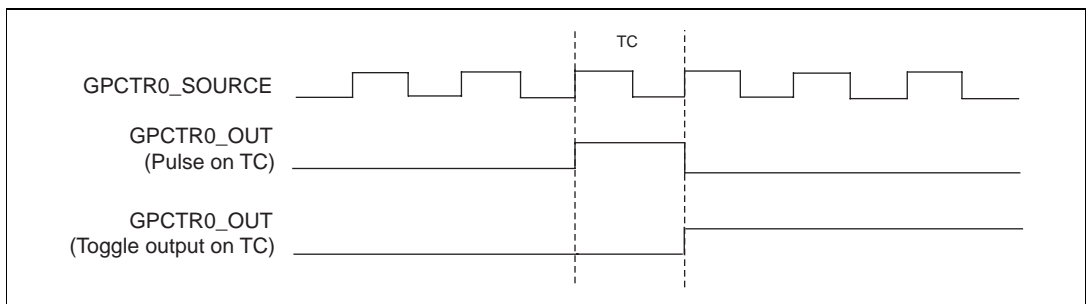 TC
GPCTR0_SOURCE
GPCTR0_OUT
(Pulse on TC)
GPCTR0_OUT
(Toggle output on TC)